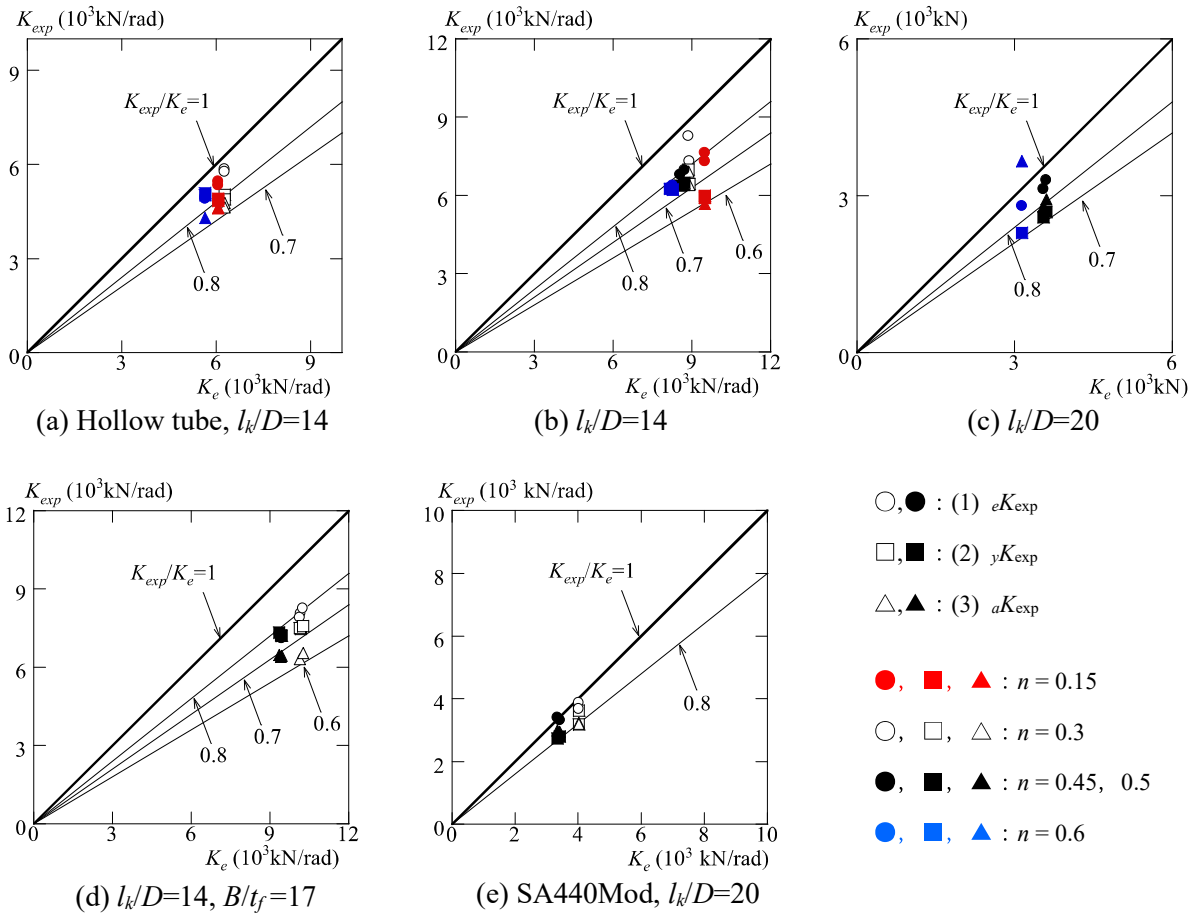 K_exp (10³kN/rad)
9
6
3
0
K_exp/K_e=1
0.8
0.7
0
3
6
9
K_e (10³kN/rad)
(a) Hollow tube, l_k/D=14
K_exp (10³kN/rad)
12
9
6
3
0
K_exp/K_e=1
0.8
0.7
0.6
0
3
6
9
12
K_e (10³kN/rad)
(b) l_k/D=14
K_exp (10³kN)
6
3
0
K_exp/K_e=1
0.8
0.7
0
3
6
K_e (10³kN)
(c) l_k/D=20
K_exp (10³kN/rad)
12
9
6
3
0
K_exp/K_e=1
0.8
0.7
0.6
0
3
6
9
12
K_e (10³kN/rad)
(d) l_k/D=14, B/t_f=17
K_exp (10³ kN/rad)
10
8
6
4
2
0
K_exp/K_e=1
0.8
0
2
4
6
8
10
K_e (10³ kN/rad)
(e) SA440Mod, l_k/D=20
○,● : (1) eK_exp
□,■ : (2) yK_exp
△,▲ : (3) aK_exp
●, ■, ▲ : n = 0.15
○, □, △ : n = 0.3
●, ■, ▲ : n = 0.45, 0.5
●, ■, ▲ : n = 0.6